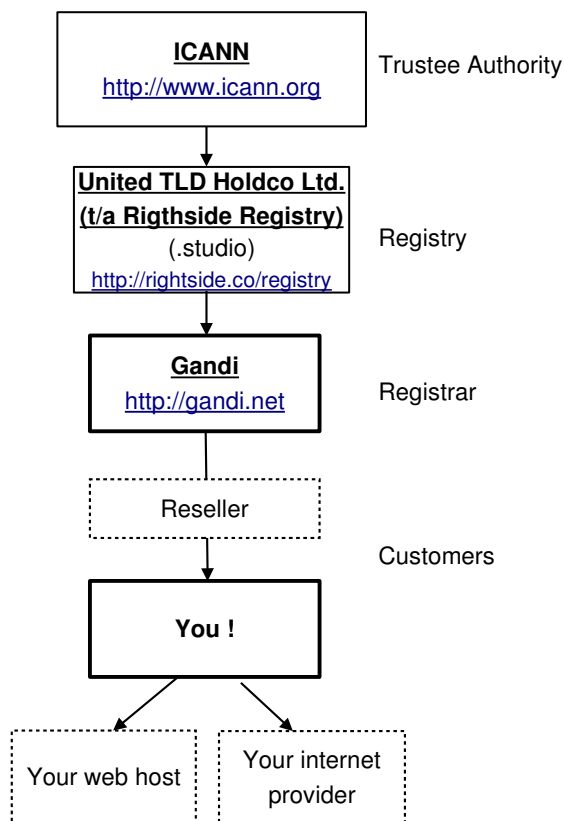 ICANN
http://www.icann.org
Trustee Authority
United TLD Holdco Ltd.
(t/a Rigthside Registry)
(.studio)
http://rightside.co/registry
Registry
Gandi
http://gandi.net
Registrar
Reseller
Customers
You !
Your web host
Your internet
provider